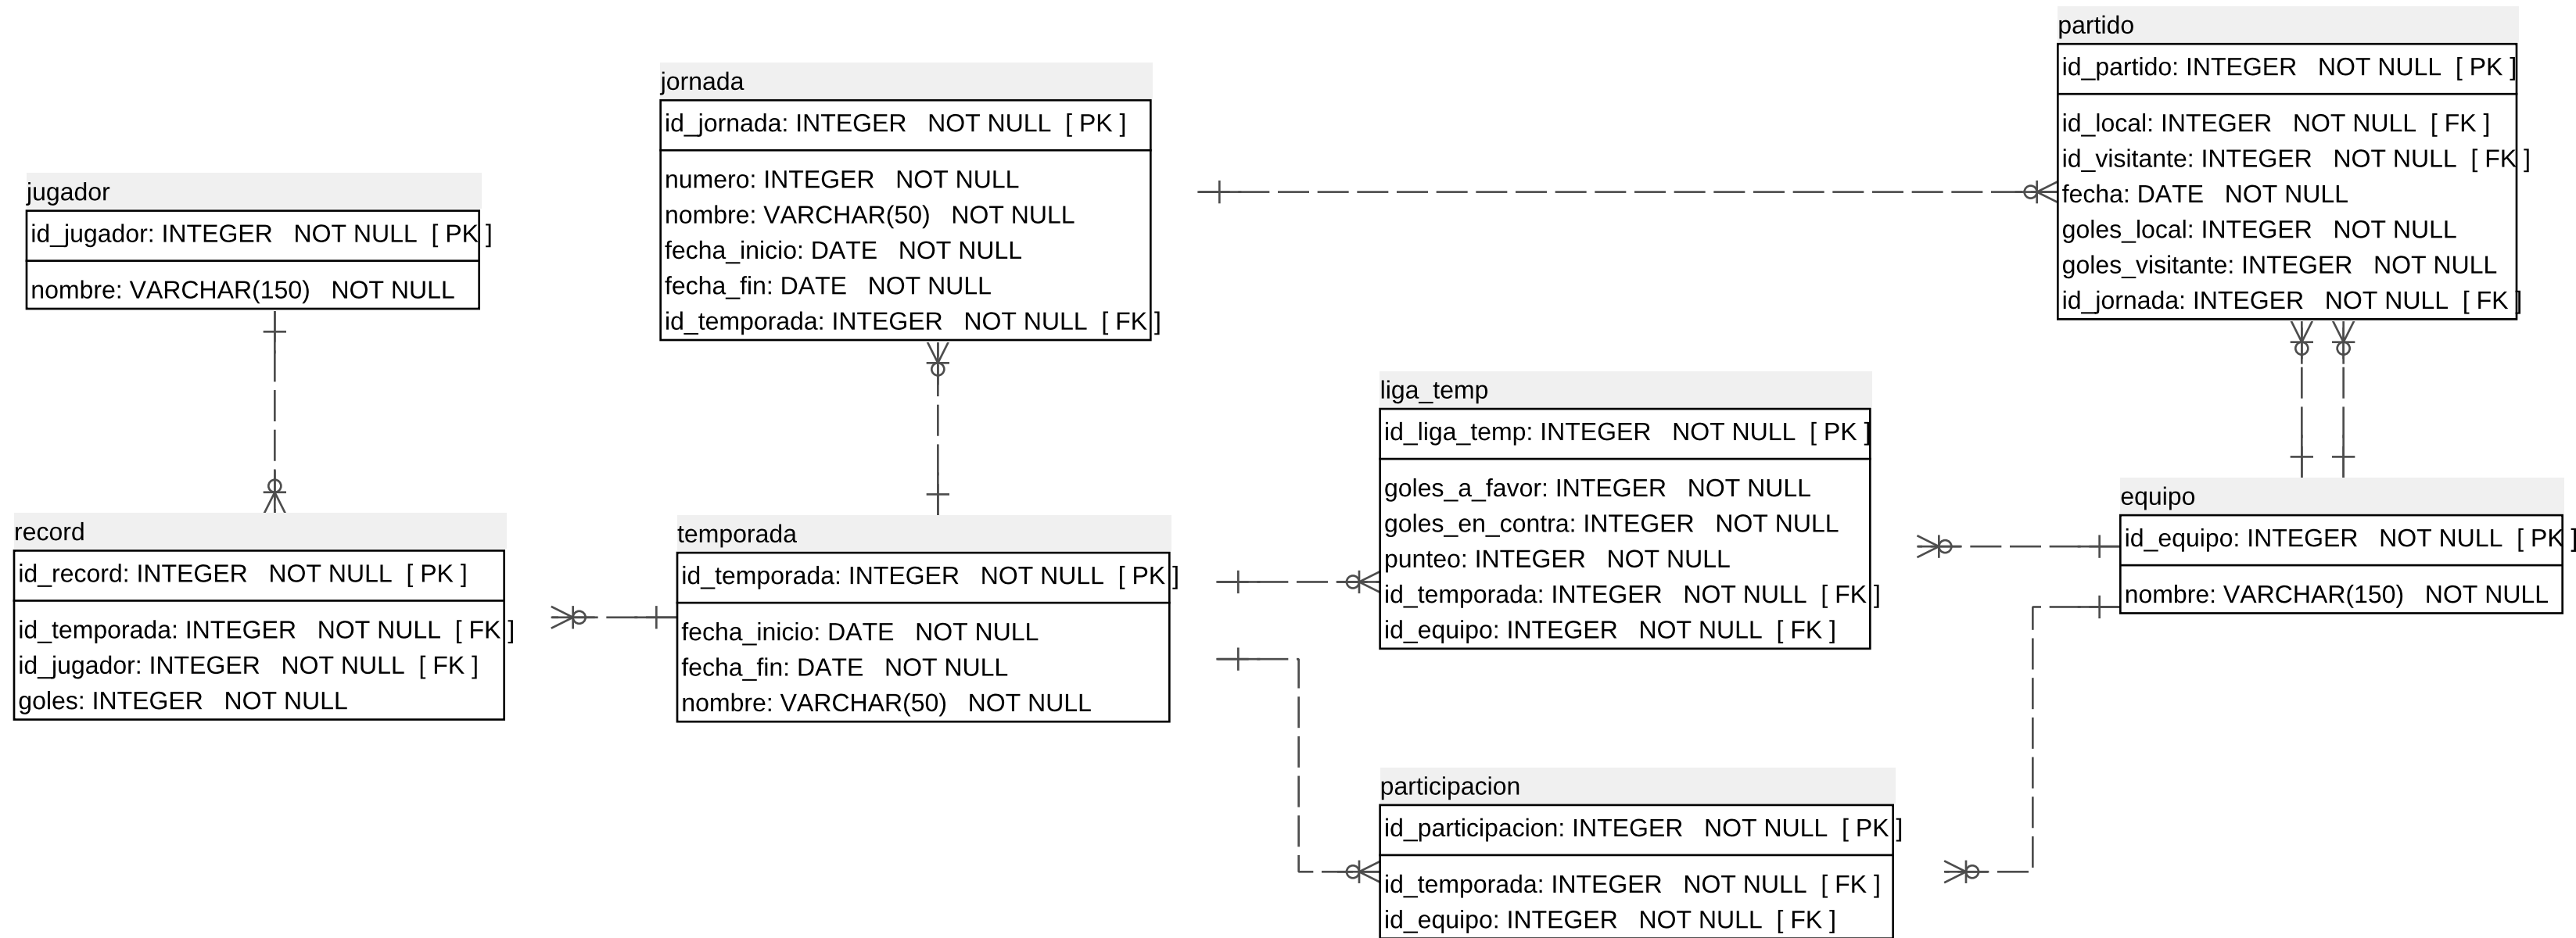 jugador
id_jugador: INTEGER NOT NULL [ PK ]
nombre: VARCHAR(150) NOT NULL
record
id_record: INTEGER NOT NULL [ PK ]
id_temporada: INTEGER NOT NULL [ FK ]
id_jugador: INTEGER NOT NULL [ FK ]
goles: INTEGER NOT NULL
jornada
id_jornada: INTEGER NOT NULL [ PK ]
numero: INTEGER NOT NULL
nombre: VARCHAR(50) NOT NULL
fecha_inicio: DATE NOT NULL
fecha_fin: DATE NOT NULL
id_temporada: INTEGER NOT NULL [ FK ]
temporada
id_temporada: INTEGER NOT NULL [ PK ]
fecha_inicio: DATE NOT NULL
fecha_fin: DATE NOT NULL
nombre: VARCHAR(50) NOT NULL
liga_temp
id_liga_temp: INTEGER NOT NULL [ PK ]
goles_a_favor: INTEGER NOT NULL
goles_en_contra: INTEGER NOT NULL
punteo: INTEGER NOT NULL
id_temporada: INTEGER NOT NULL [ FK ]
id_equipo: INTEGER NOT NULL [ FK ]
participacion
id_participacion: INTEGER NOT NULL [ PK ]
id_temporada: INTEGER NOT NULL [ FK ]
id_equipo: INTEGER NOT NULL [ FK ]
partido
id_partido: INTEGER NOT NULL [ PK ]
id_local: INTEGER NOT NULL [ FK ]
id_visitante: INTEGER NOT NULL [ FK ]
fecha: DATE NOT NULL
goles_local: INTEGER NOT NULL
goles_visitante: INTEGER NOT NULL
id_jornada: INTEGER NOT NULL [ FK ]
equipo
id_equipo: INTEGER NOT NULL [ PK ]
nombre: VARCHAR(150) NOT NULL